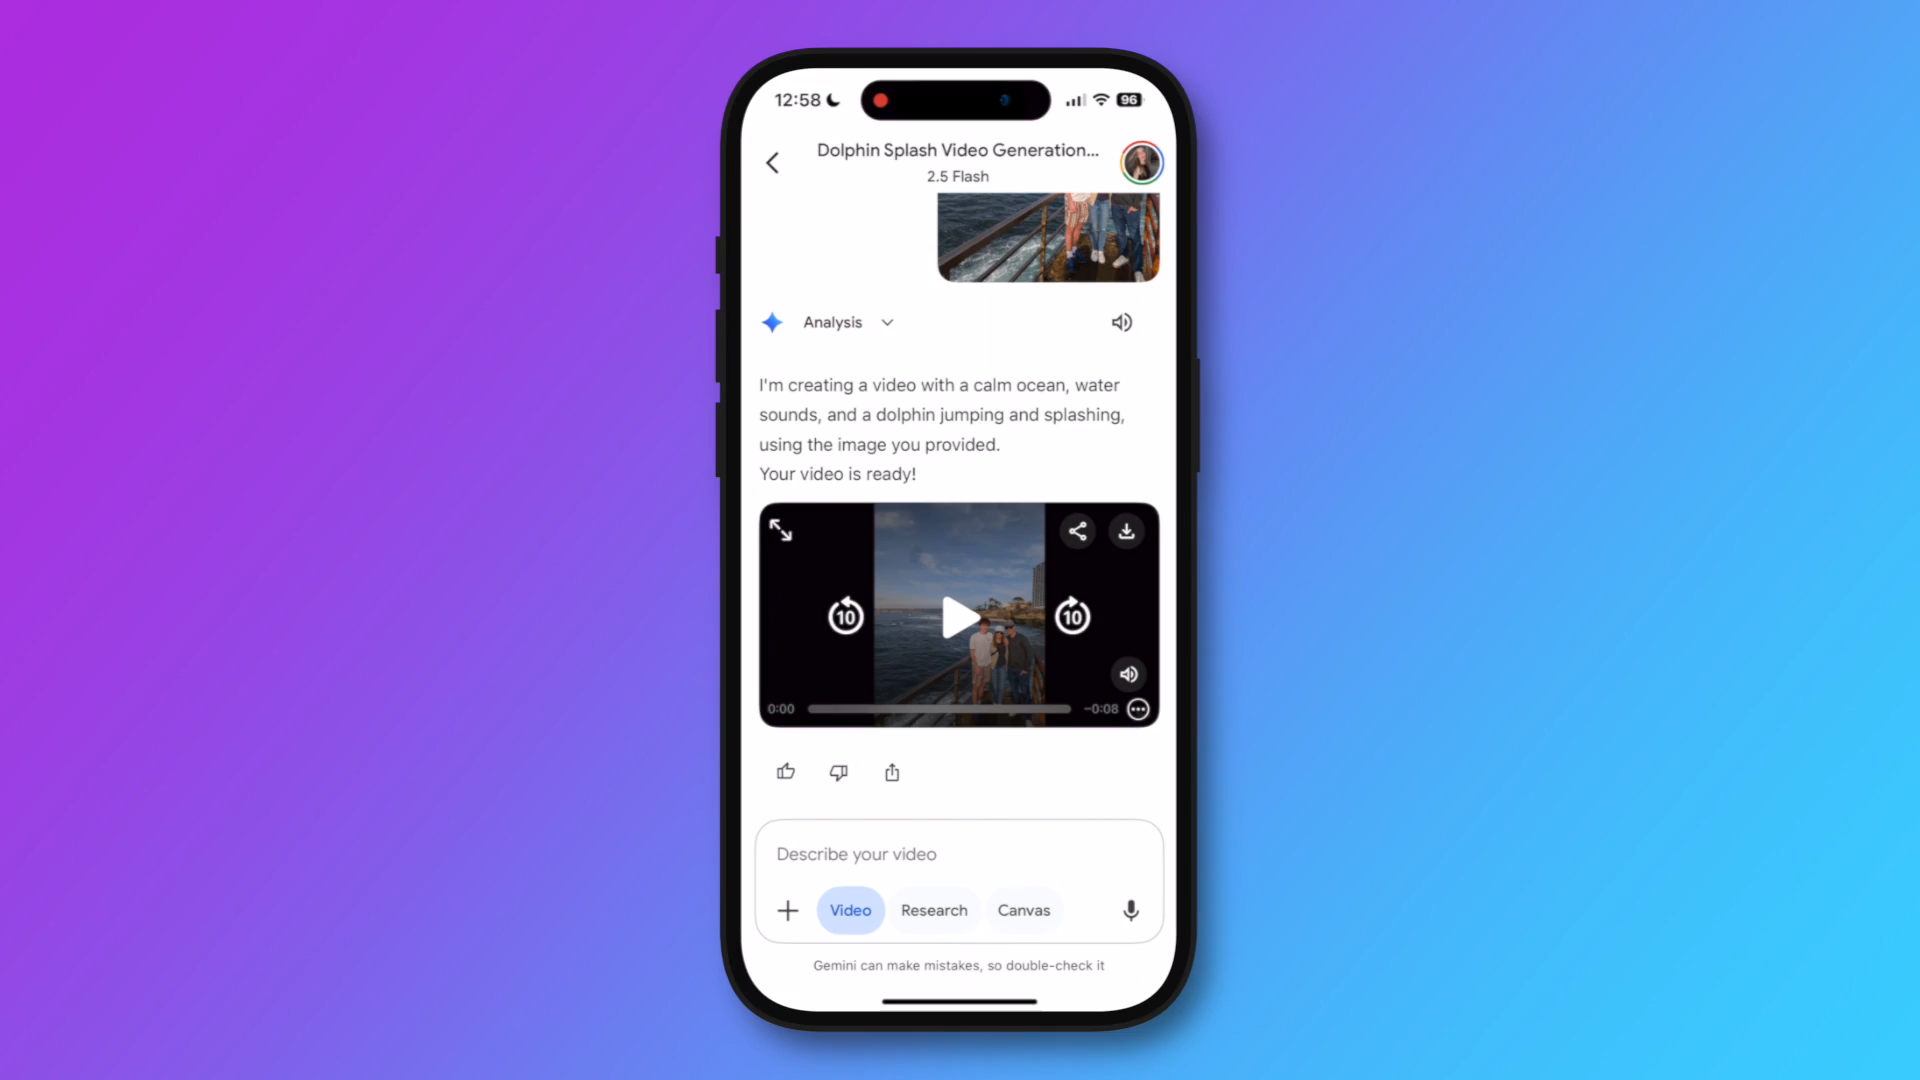 12:58
96
Dolphin Splash Video Generation...
2.5 Flash
Analysis
I'm creating a video with a calm ocean, water
sounds, and a dolphin jumping and splashing,
using the image you provided.
Your video is ready!
10
10
0:00
-0:08
Describe your video
Video
Research
Canvas
Gemini can make mistakes, so double-check it